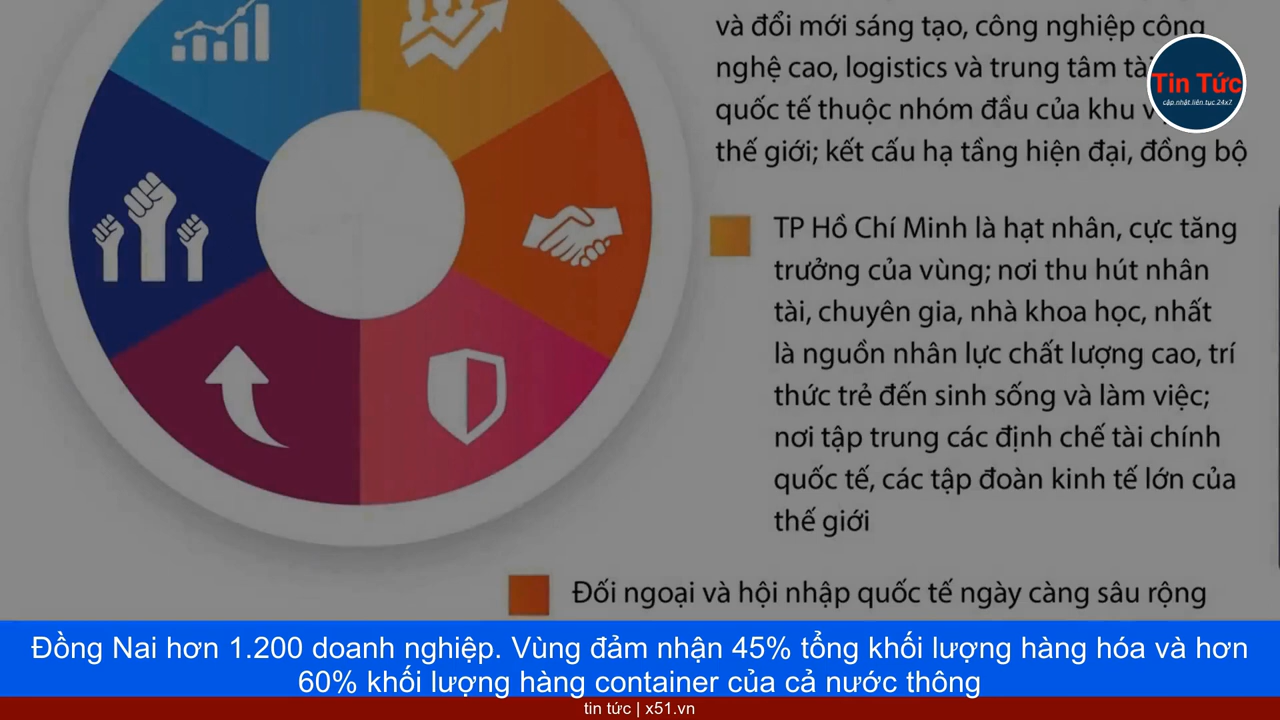 và đổi mới sáng tạo, công nghiệp công
nghệ cao, logistics và trung tâm tài
quốc tế thuộc nhóm đầu của khu
thế giới; kết cấu hạ tầng hiện đại, đồng bộ
Tin Tức
cập nhật liên tục 24x7
TP Hồ Chí Minh là hạt nhân, cực tăng
trưởng của vùng; nơi thu hút nhân
tài, chuyên gia, nhà khoa học, nhất
là nguồn nhân lực chất lượng cao, trí
thức trẻ đến sinh sống và làm việc;
nơi tập trung các định chế tài chính
quốc tế, các tập đoàn kinh tế lớn của
thế giới
Đối ngoại và hội nhập quốc tế ngày càng sâu rộng
Đồng Nai hơn 1.200 doanh nghiệp. Vùng đảm nhận 45% tổng khối lượng hàng hóa và hơn
60% khối lượng hàng container của cả nước thông
tin tức | x51.vn